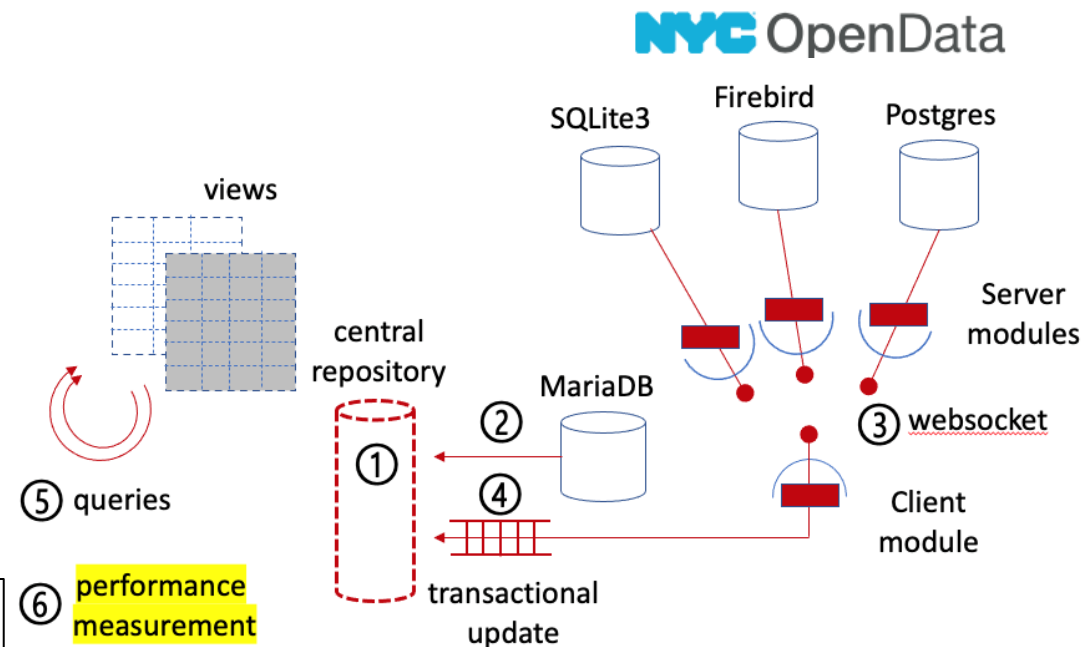 NYC OpenData
Firebird
SQLite3
Postgres
views
Server
modules
central
repository
MariaDB
②
③ websocket
①
④
⑤ queries
Client
module
⑥ performance
measurement
transactional
update